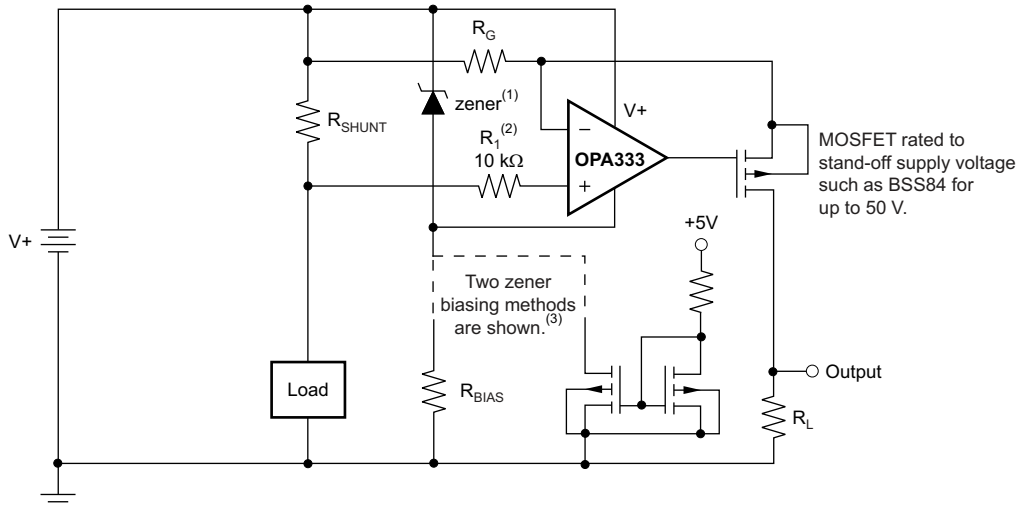 R_G
V+
zener(1)
R_SHUNT
R_1(2)
10 kΩ
−
OPA333
+
MOSFET rated to
stand-off supply voltage
such as BSS84 for
up to 50 V.
+5V
V+
Two zener
biasing methods
are shown.(3)
Load
R_BIAS
Output
R_L